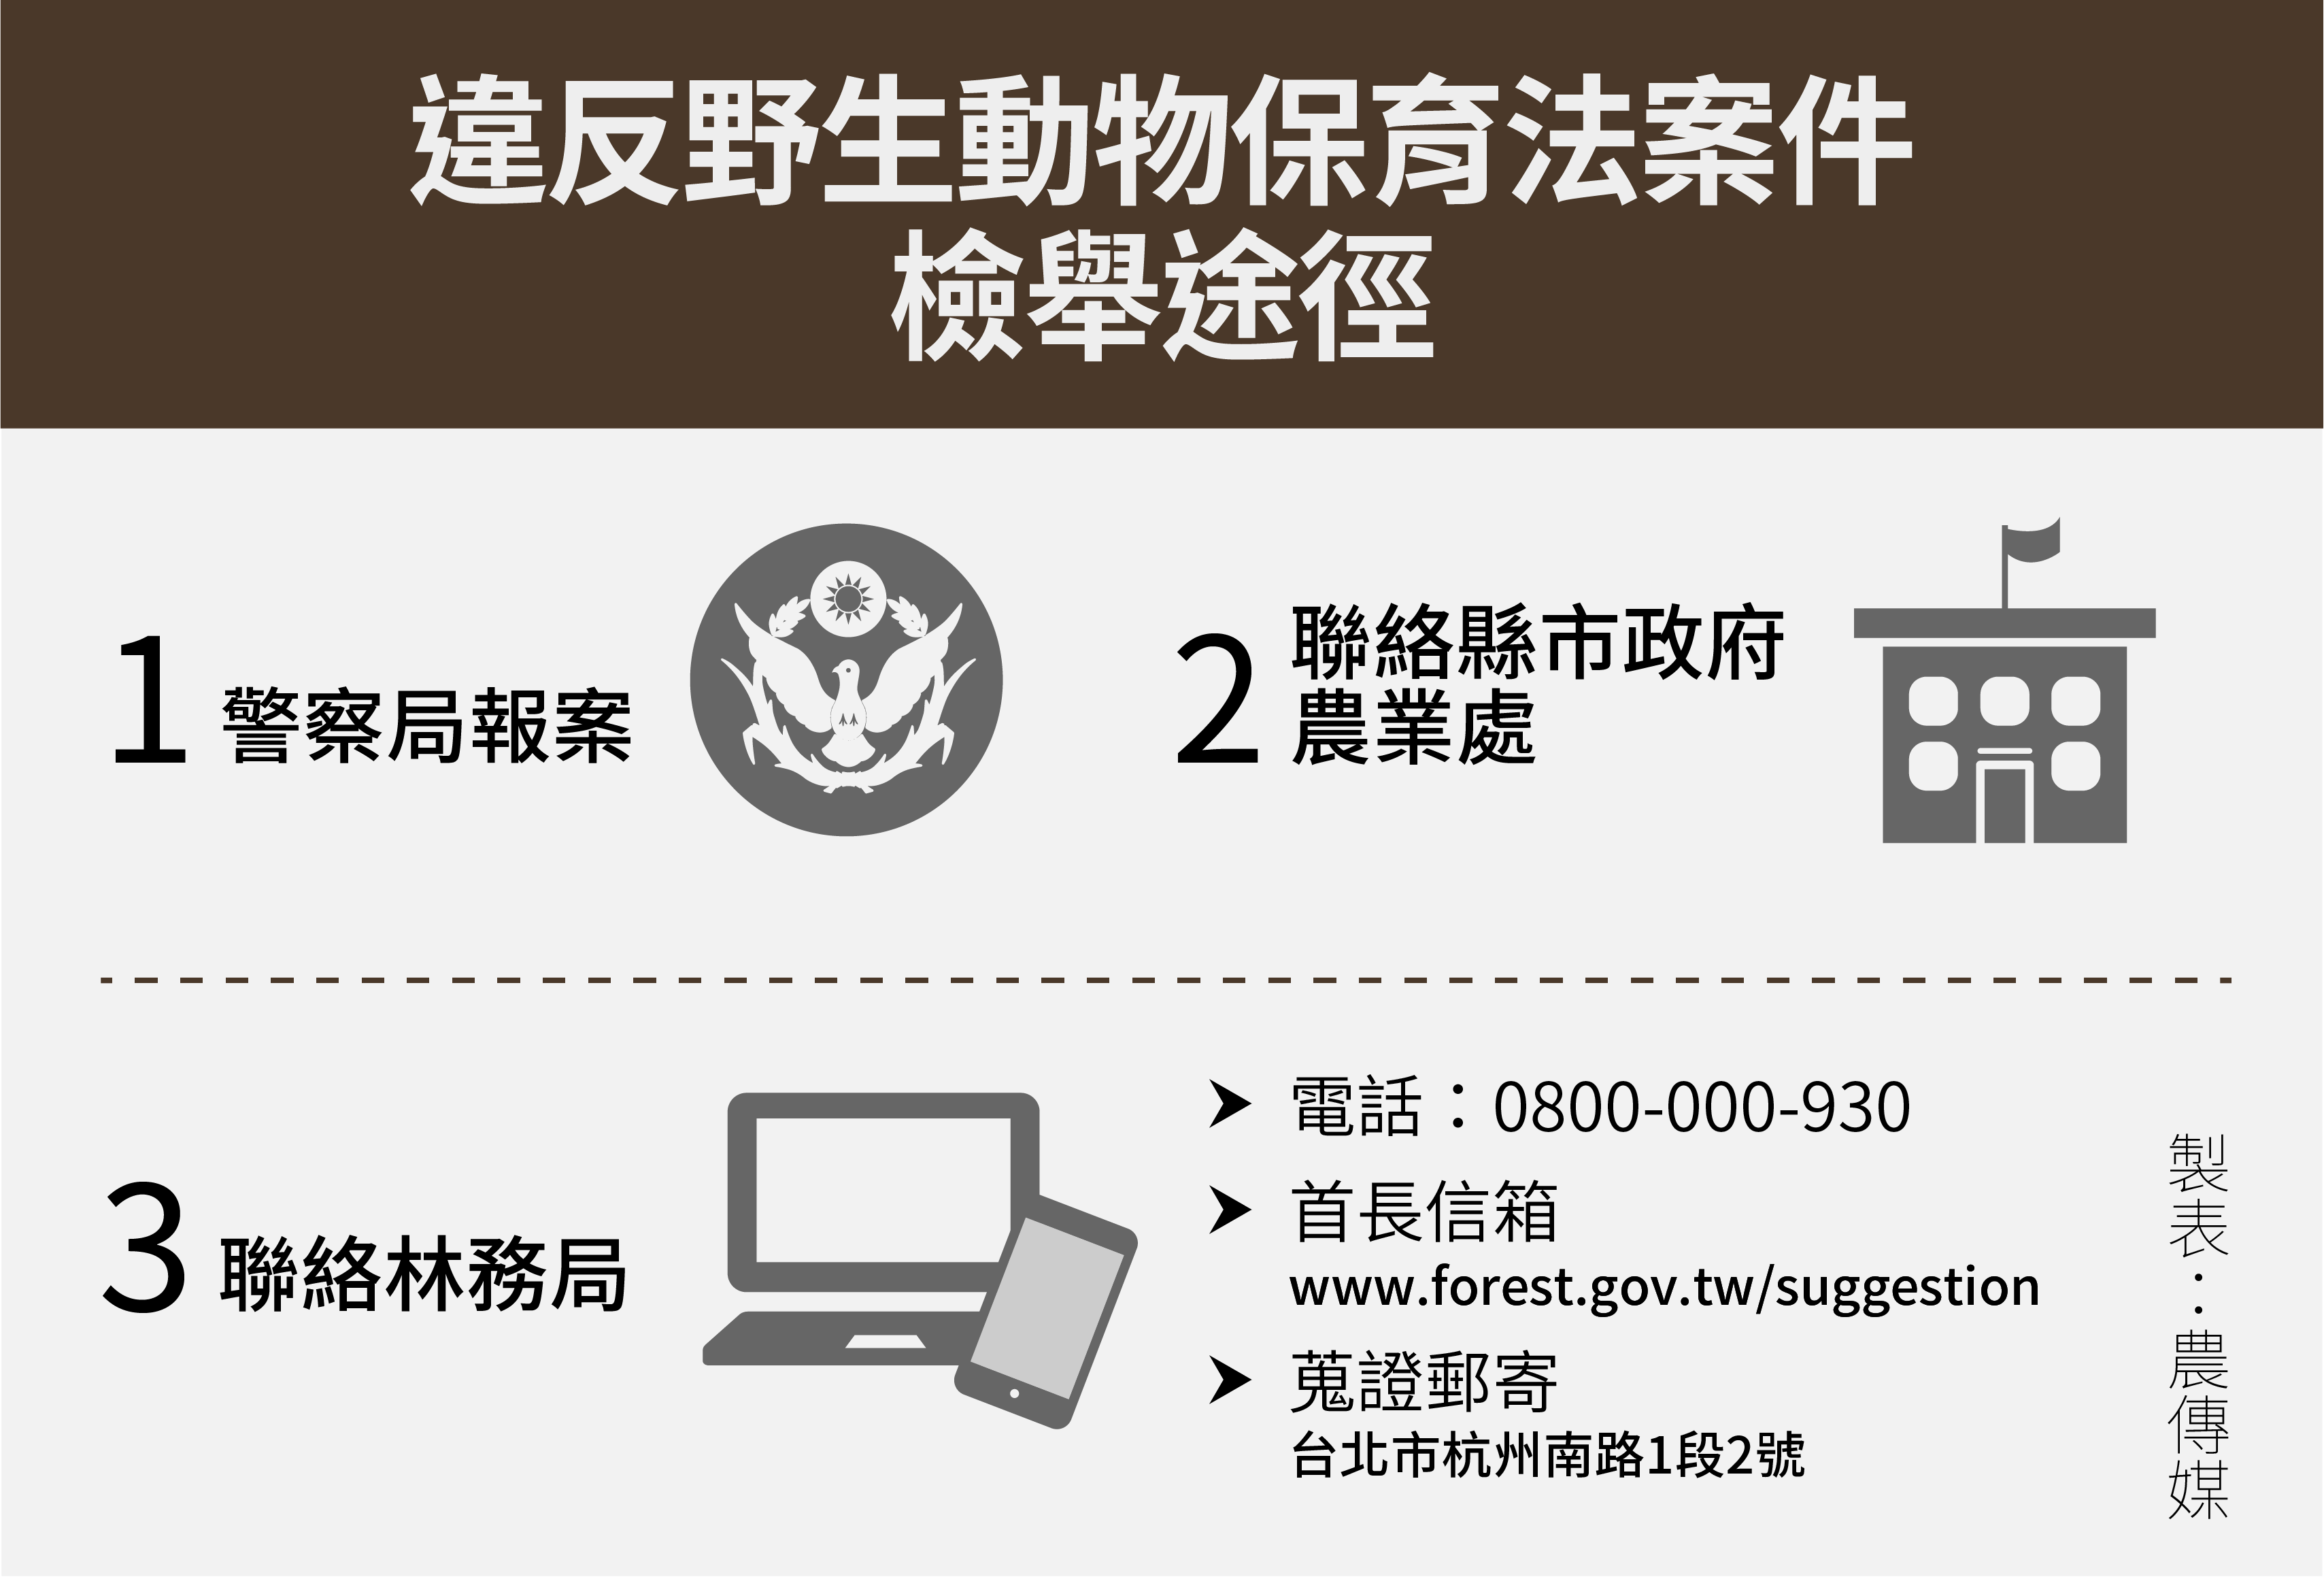 違反野生動物保育法案件
檢舉途徑
1 警察局報案
2 聯絡縣市政府
農業處
3 聯絡林務局
➤ 電話：0800-000-930
➤ 首長信箱
www.forest.gov.tw/suggestion
➤ 蒐證郵寄
台北市杭州南路1段2號
製表：農傳媒